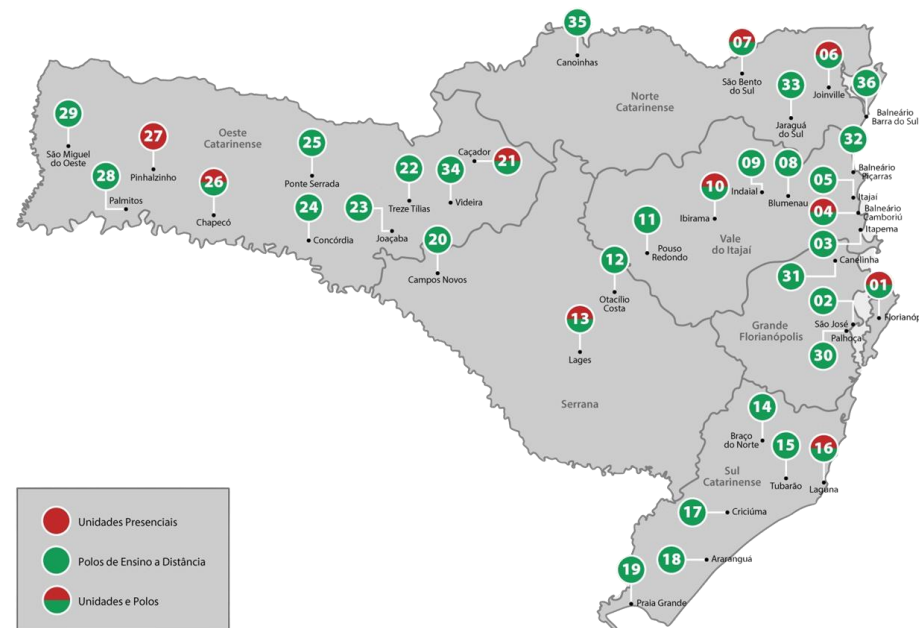 35
Canoinhas
07
São Bento
do Sul
06
Joinville
33
Jaraguá
do Sul
36
Balneário
Barra do Sul
Norte
Catarinense
29
São Miguel
do Oeste
27
Pinhalzinho
28
Palmitos
Oeste
Catarinense
26
Chapecó
25
Ponte Serrada
24
Concórdia
22
Treze Tílias
23
Joaçaba
34
Videira
Caçador
21
20
Campos Novos
32
Balneário
Piçarras
09
Indaial
08
Blumenau
05
Itajaí
10
Ibirama
04
Balneário
Camboriú
Itapema
03
11
Pouso
Redondo
Vale
do Itajaí
12
Otacílio
Costa
Canelinha
31
01
Florianóp
02
São José
Palhoça
30
Grande
Florianópolis
13
Lages
Serrana
14
Braço
do Norte
15
Tubarão
16
Laguna
Sul
Catarinense
17
Criciúma
18
Araranguá
19
Praia Grande
Unidades Presenciais
Polos de Ensino a Distância
Unidades e Polos